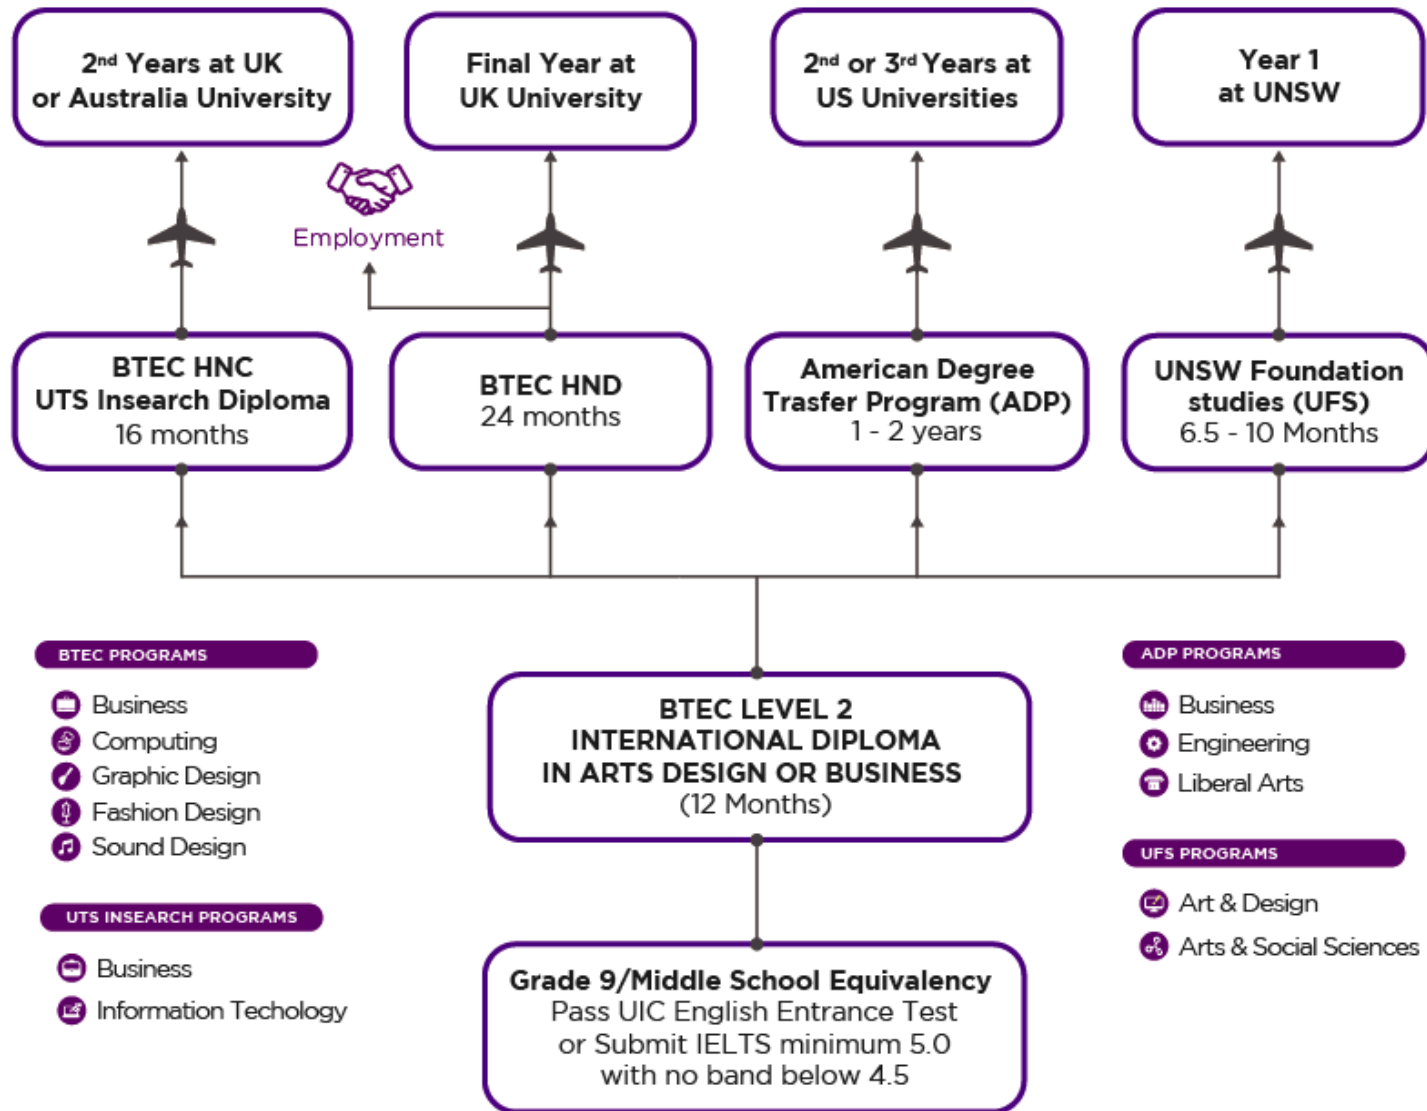 2nd Years at UK
or Australia University
Final Year at
UK University
2nd or 3rd Years at
US Universities
Year 1
at UNSW
Employment
BTEC HNC
UTS Insearch Diploma
16 months
BTEC HND
24 months
American Degree
Trasfer Program (ADP)
1 - 2 years
UNSW Foundation
studies (UFS)
6.5 - 10 Months
BTEC PROGRAMS
Business
Computing
Graphic Design
Fashion Design
Sound Design
UTS INSEARCH PROGRAMS
Business
Information Techology
BTEC LEVEL 2
INTERNATIONAL DIPLOMA
IN ARTS DESIGN OR BUSINESS
(12 Months)
Grade 9/Middle School Equivalency
Pass UIC English Entrance Test
or Submit IELTS minimum 5.0
with no band below 4.5
ADP PROGRAMS
Business
Engineering
Liberal Arts
UFS PROGRAMS
Art & Design
Arts & Social Sciences